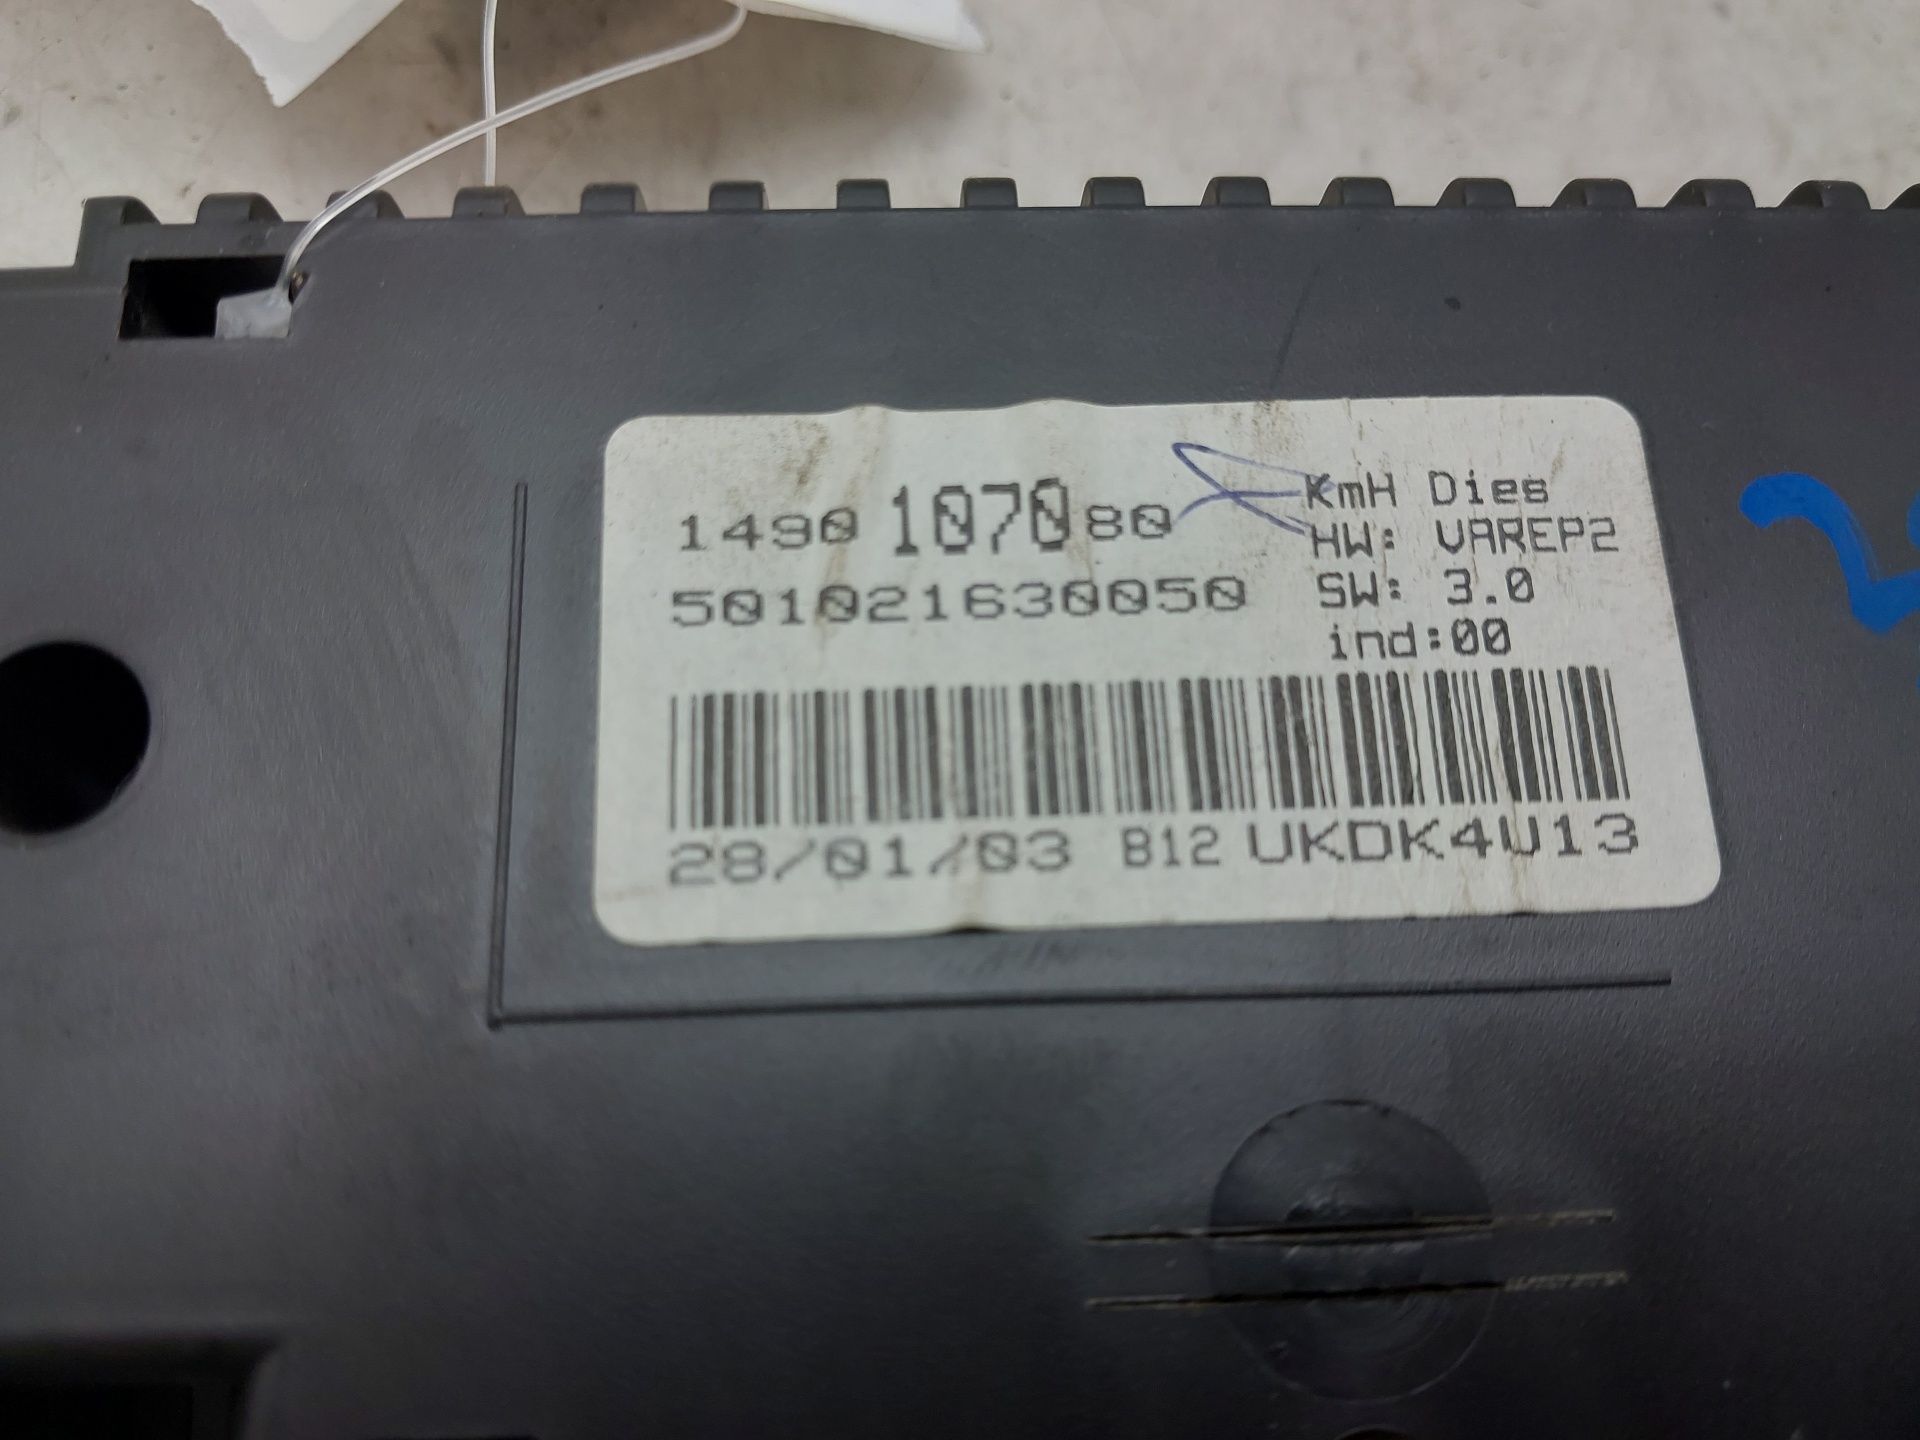 1490 1070 80 KmH Dies
HW: VAREP2
501021630050 SW: 3.0
ind:00
28/01/03 B12 UKDK4U13